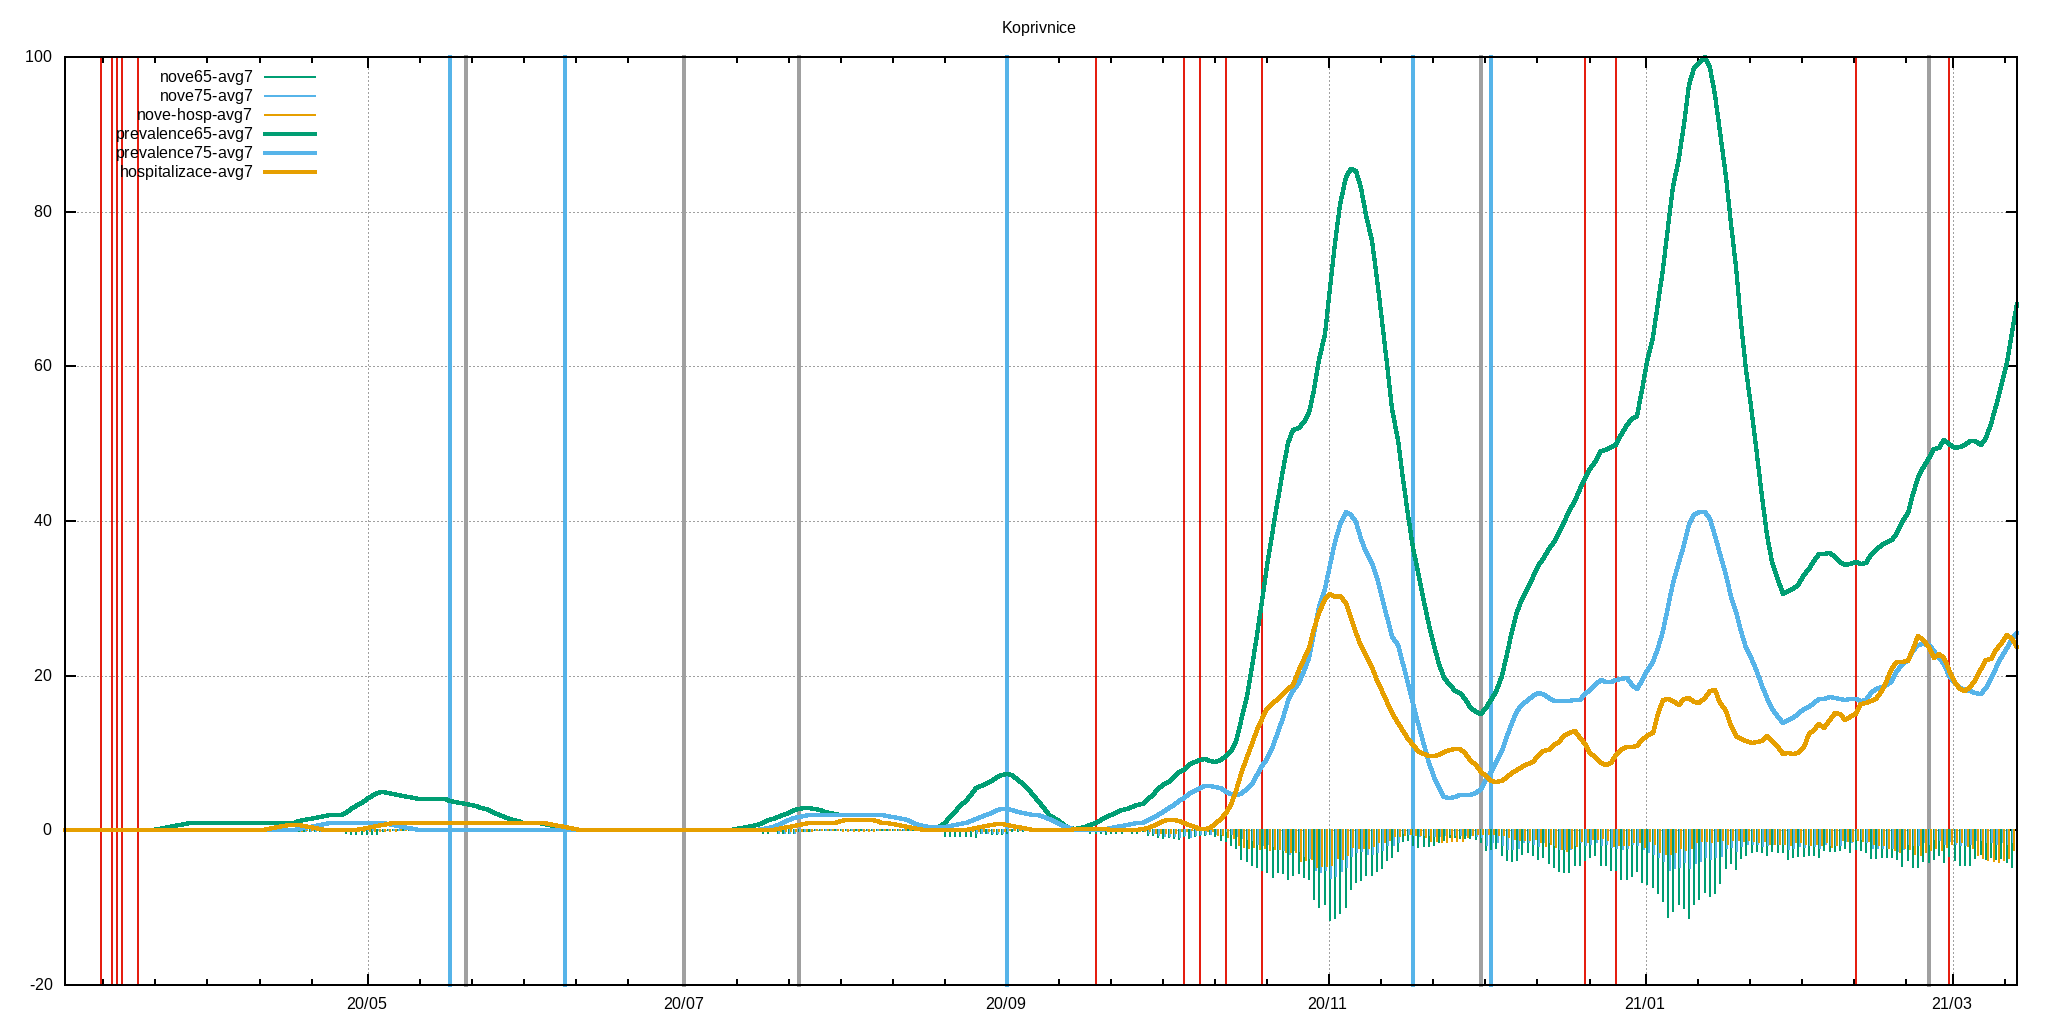 Koprivnice
100
80
60
40
20
0
-20
nove65-avg7
nove75-avg7
nove-hosp-avg7
prevalence65-avg7
prevalence75-avg7
hospitalizace-avg7
20/05
20/07
20/09
20/11
21/01
21/03